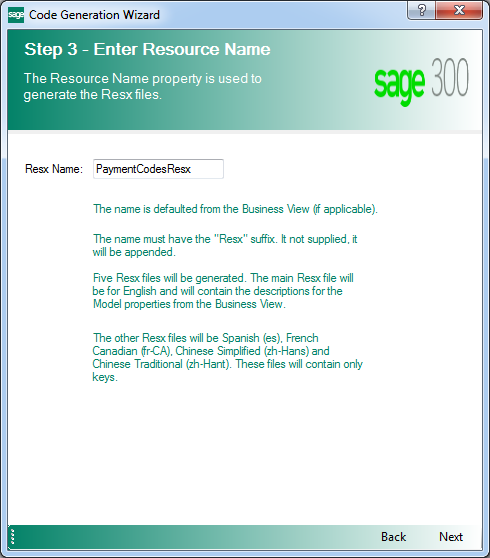 sage Code Generation Wizard
Step 3 - Enter Resource Name
The Resource Name property is used to
generate the Resx files.
sage 300
Resx Name: PaymentCodesResx
The name is defaulted from the Business View (if applicable).
The name must have the "Resx" suffix. It not supplied, it
will be appended.
Five Resx files will be generated. The main Resx file will
be for English and will contain the descriptions for the
Model properties from the Business View.
The other Resx files will be Spanish (es), French
Canadian (fr-CA), Chinese Simplified (zh-Hans) and
Chinese Traditional (zh-Hant). These files will contain only
keys.
Back Next